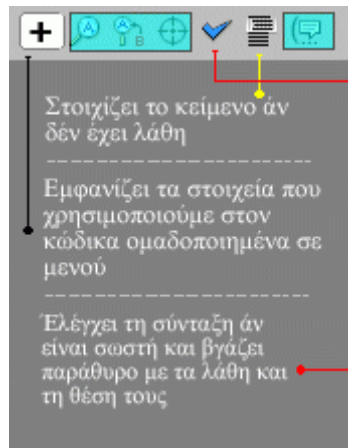 Στοιχίζει το κείμενο άν
δέν έχει λάθη
Εμφανίζει τα στοιχεία που
χρησιμοποιούμε στον
κώδικα ομαδοποιημένα σε
μενού
Έλέγχει τη σύνταξη άν
είναι σωστή και βγάζει
παράθυρο με τα λάθη και
τη θέση τους